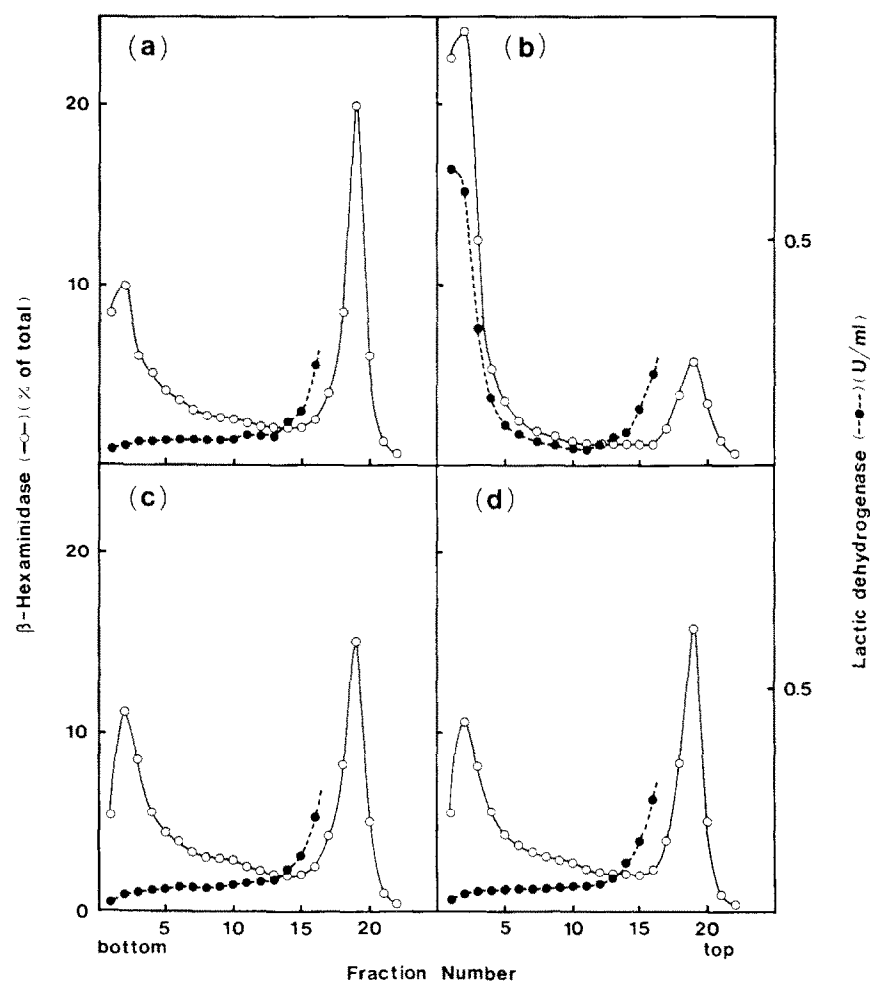 (a)
(b)
20
10
0.5
(c)
(d)
20
10
0
0.5
5
10
15
20
5
10
15
20
bottom
top
Fraction Number
β-Hexaminidase (—○—)(% of total)
Lactic dehydrogenase (--●--)(U/ml)